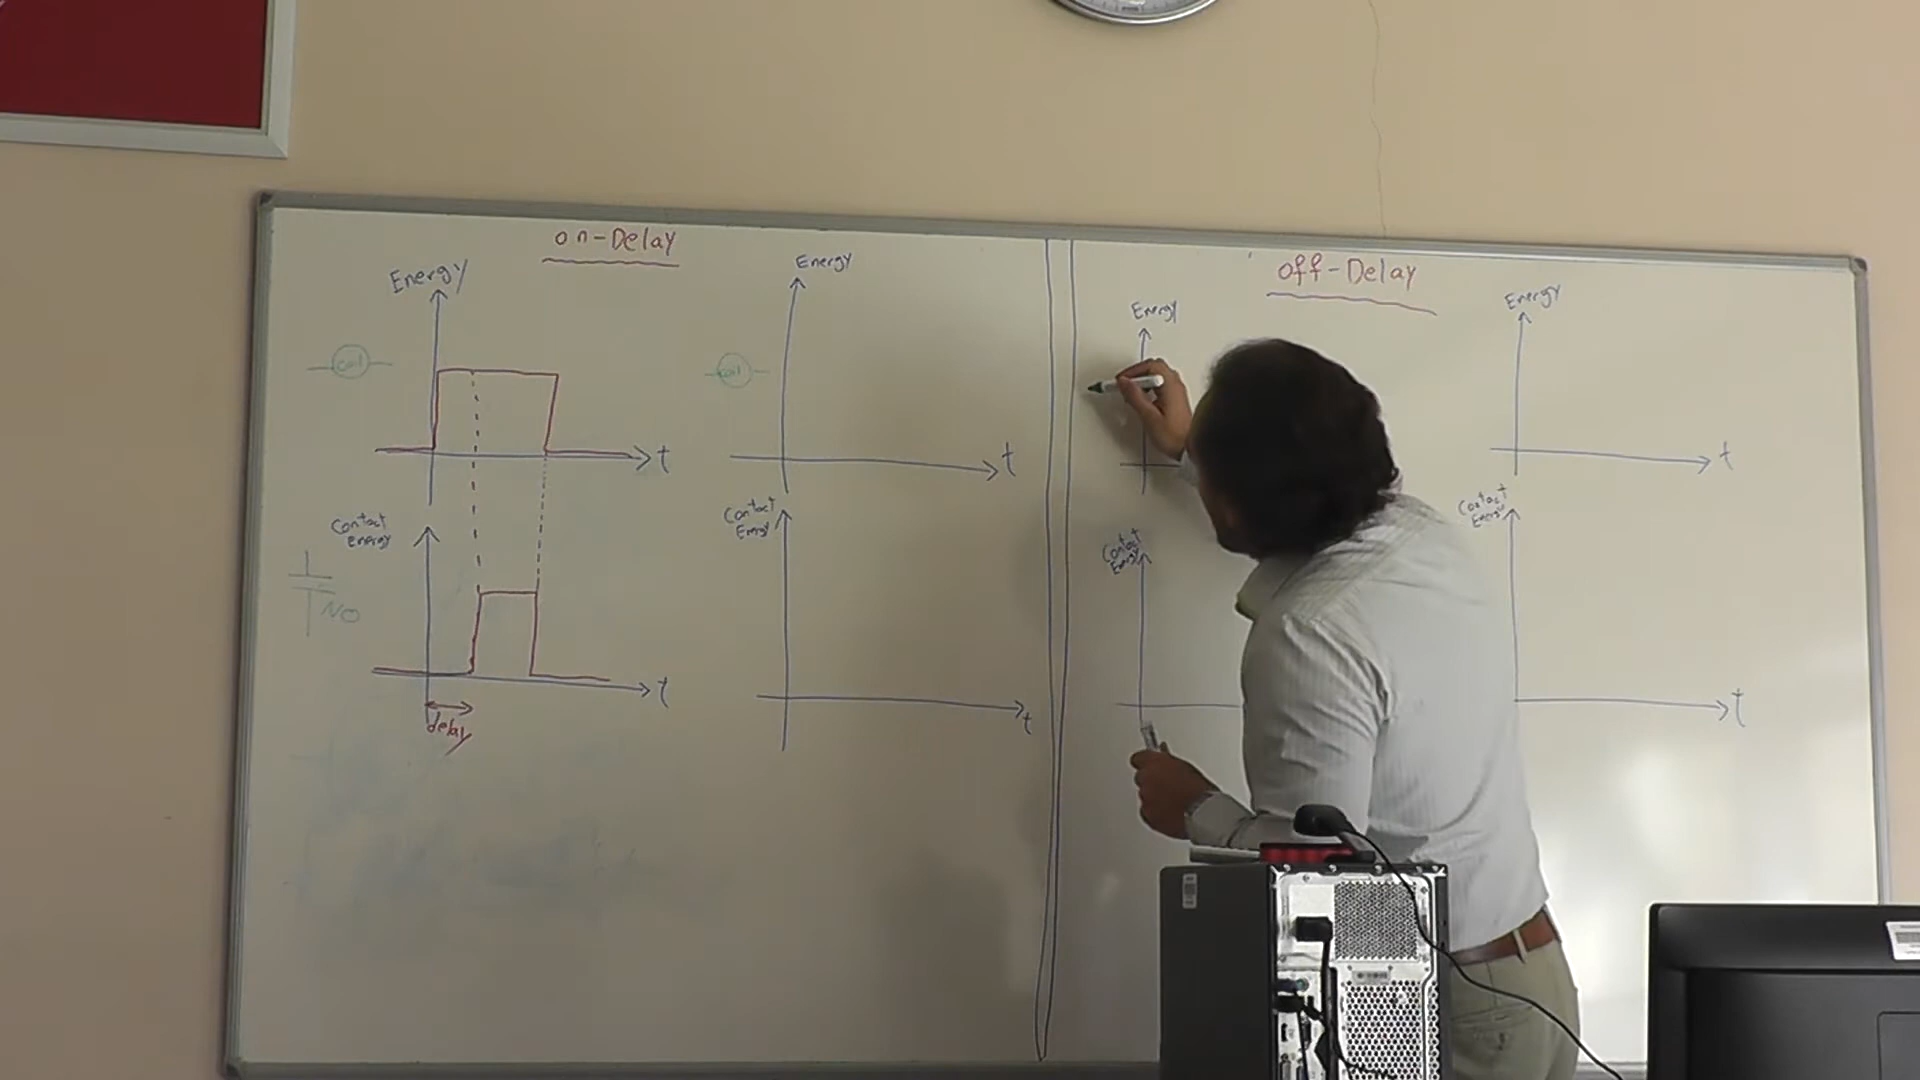 on-Delay
Energy
coil
t
Contact
Energy
NO
t
delay
Energy
coil
t
Contact
Energy
t
off-Delay
Energy
Contact
Energy
Energy
t
Contact
Energy
t